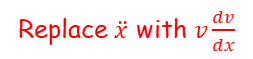 Replace ẍ with v dv/dx